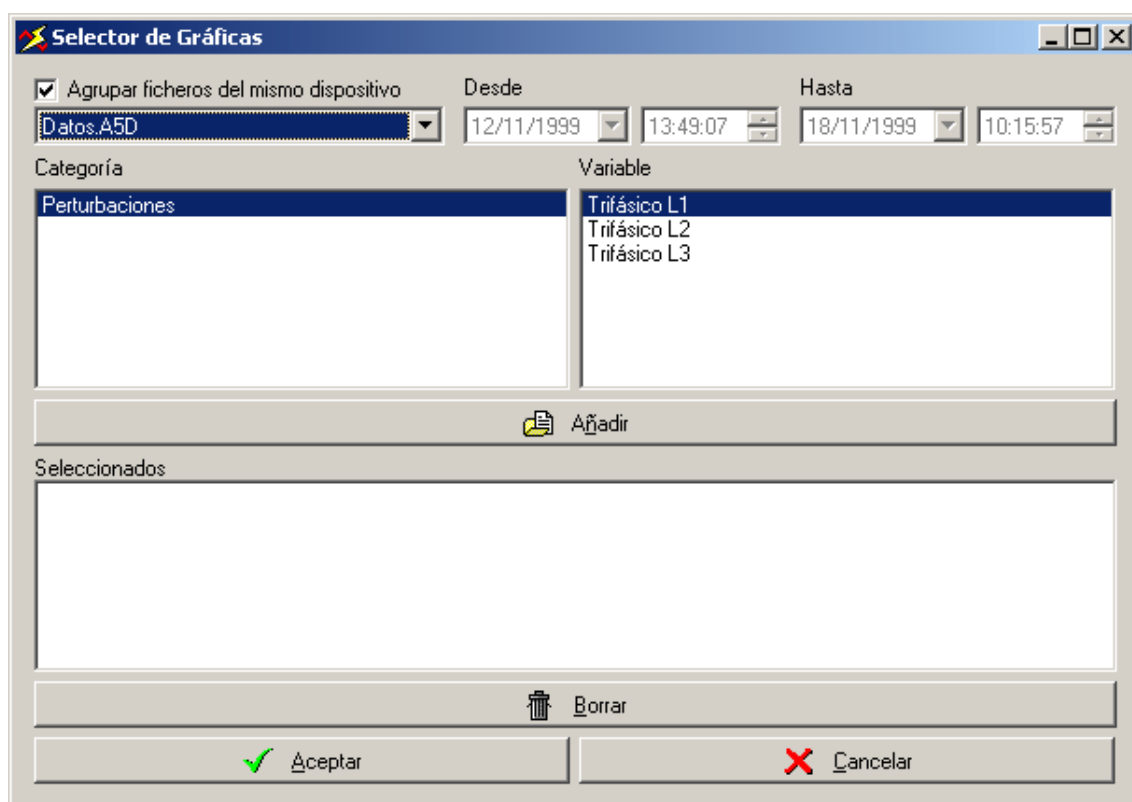 Selector de Gráficas
Agrupar ficheros del mismo dispositivo
Desde
Hasta
Datos.A5D
12/11/1999
13:49:07
18/11/1999
10:15:57
Categoría
Variable
Perturbaciones
Trifásico L1
Trifásico L2
Trifásico L3
Añadir
Seleccionados
Borrar
Aceptar
Cancelar